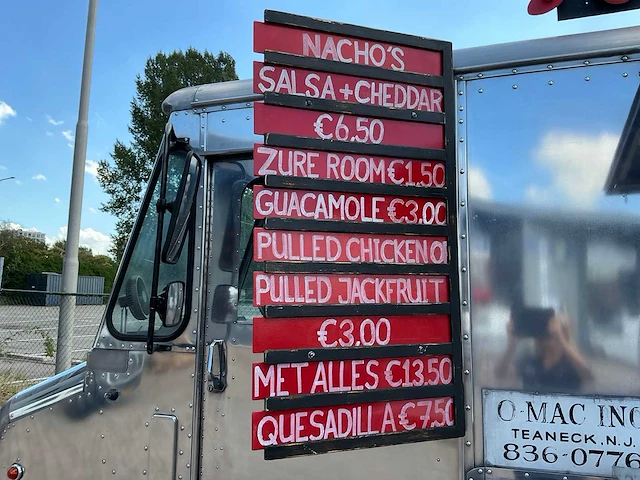 NACHO'S
SALSA + CHEDDAR
€6,50
ZURE ROOM €1,50
GUACAMOLE €3,00
PULLED CHICKEN OF
PULLED JACKFRUIT
€3,00
MET ALLES €13,50
QUESADILLA €7,50
O-MAC INC
TEANECK, N.J.
836-0776